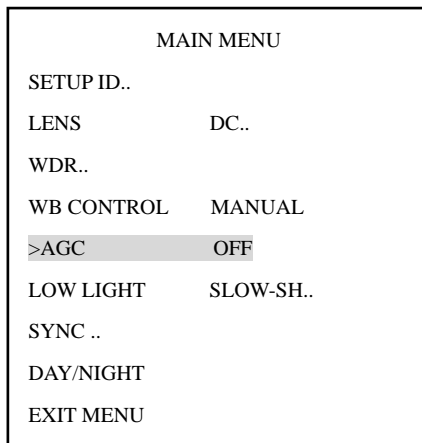 MAIN MENU
SETUP ID..
LENS DC..
WDR..
WB CONTROL MANUAL
>AGC OFF
LOW LIGHT SLOW-SH..
SYNC ..
DAY/NIGHT
EXIT MENU